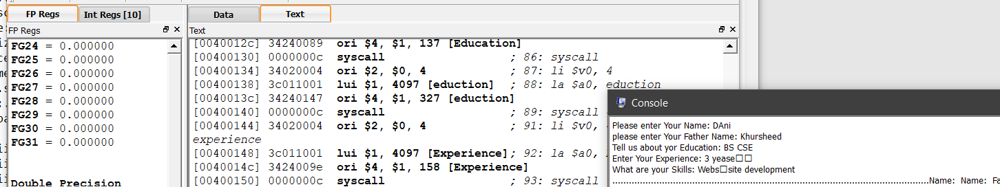 FP Regs
Int Regs [10]
Data
Text
FP Regs
Text
FG24 = 0.000000
FG25 = 0.000000
FG26 = 0.000000
FG27 = 0.000000
FG28 = 0.000000
FG29 = 0.000000
FG30 = 0.000000
FG31 = 0.000000
Double Precision
[0040012c] 34240089 ori $4, $1, 137 [Education]
[00400130] 0000000c syscall ; 86: syscall
[00400134] 34020004 ori $2, $0, 4 ; 87: li $v0, 4
[00400138] 3c011001 lui $1, 4097 [eduction] ; 88: la $a0, eduction
[0040013c] 34240147 ori $4, $1, 327 [eduction]
[00400140] 0000000c syscall ; 89: syscall
[00400144] 34020004 ori $2, $0, 4 ; 91: li $v0,
experience
[00400148] 3c011001 lui $1, 4097 [Experience]; 92: la $a0,
[0040014c] 3424009e ori $4, $1, 158 [Experience]
[00400150] 0000000c syscall ; 93: syscall
Console
Please enter Your Name: DAni
please enter Your Father Name: Khursheed
Tell us about yor Education: BS CSE
Enter Your Experience: 3 yease□□
What are your Skills: Webs□site development
Name: Name: Fa